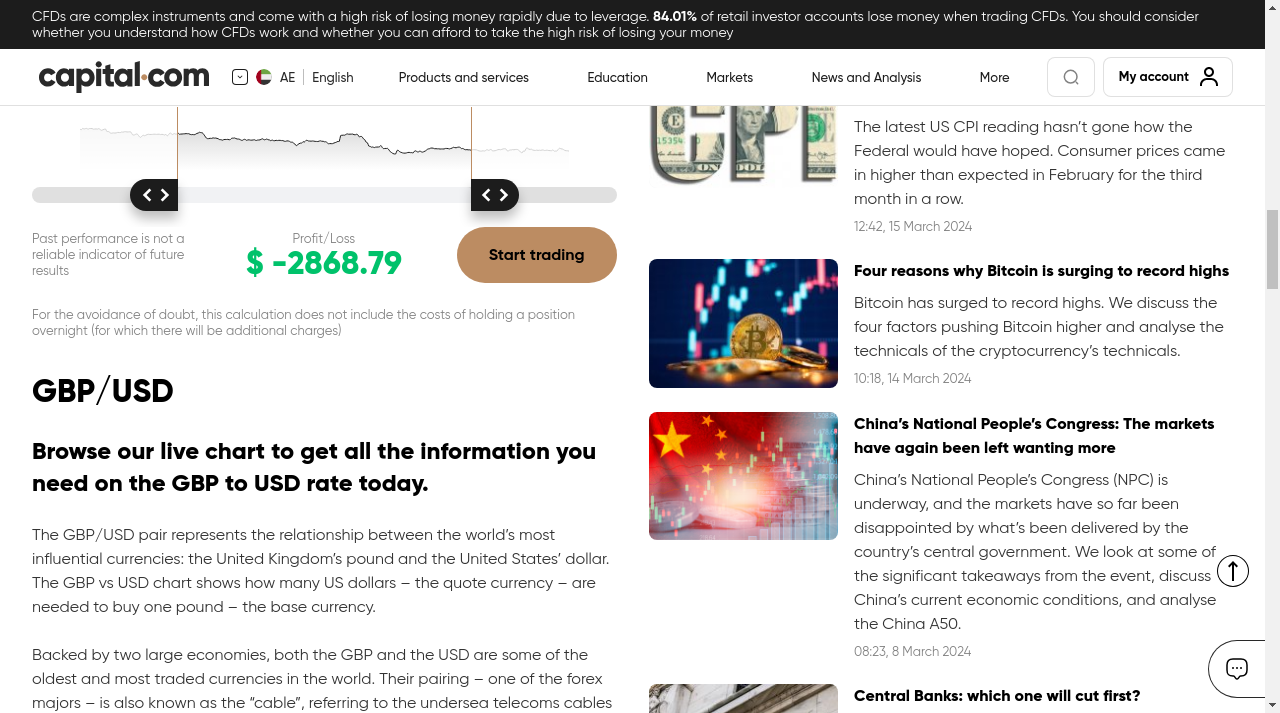 CFDs are complex instruments and come with a high risk of losing money rapidly due to leverage. 84.01% of retail investor accounts lose money when trading CFDs. You should consider
whether you understand how CFDs work and whether you can afford to take the high risk of losing your money
capital.com
AE
English
Products and services
Education
Markets
News and Analysis
More
My account
Past performance is not a
reliable indicator of future
results
Profit/Loss
$ -2868.79
Start trading
For the avoidance of doubt, this calculation does not include the costs of holding a position
overnight (for which there will be additional charges)
GBP/USD
Browse our live chart to get all the information you
need on the GBP to USD rate today.
The GBP/USD pair represents the relationship between the world’s most
influential currencies: the United Kingdom’s pound and the United States’ dollar.
The GBP vs USD chart shows how many US dollars – the quote currency – are
needed to buy one pound – the base currency.
Backed by two large economies, both the GBP and the USD are some of the
oldest and most traded currencies in the world. Their pairing – one of the forex
majors – is also known as the “cable”, referring to the undersea telecoms cables
CPI
The latest US CPI reading hasn’t gone how the
Federal would have hoped. Consumer prices came
in higher than expected in February for the third
month in a row.
12:42, 15 March 2024
Four reasons why Bitcoin is surging to record highs
Bitcoin has surged to record highs. We discuss the
four factors pushing Bitcoin higher and analyse the
technicals of the cryptocurrency’s technicals.
10:18, 14 March 2024
China’s National People’s Congress: The markets
have again been left wanting more
China’s National People’s Congress (NPC) is
underway, and the markets have so far been
disappointed by what’s been delivered by the
country’s central government. We look at some of
the significant takeaways from the event, discuss
China’s current economic conditions, and analyse
the China A50.
08:23, 8 March 2024
Central Banks: which one will cut first?